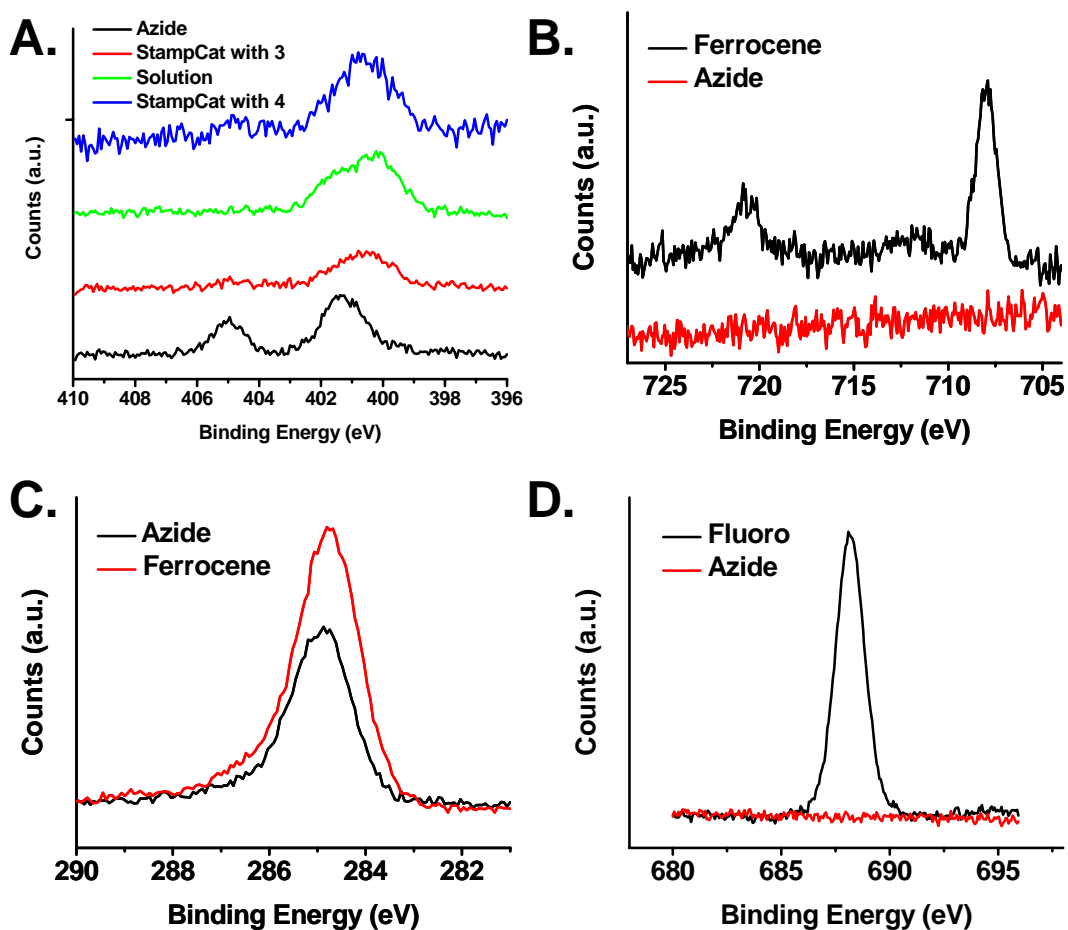 A.
Azide
StampCat with 3
Solution
StampCat with 4
Counts (a.u.)
410 408 406 404 402 400 398 396
Binding Energy (eV)
B.
Ferrocene
Azide
Counts (a.u.)
725 720 715 710 705
Binding Energy (eV)
C.
Azide
Ferrocene
Counts (a.u.)
290 288 286 284 282
Binding Energy (eV)
D.
Fluoro
Azide
Counts (a.u.)
680 685 690 695
Binding Energy (eV)